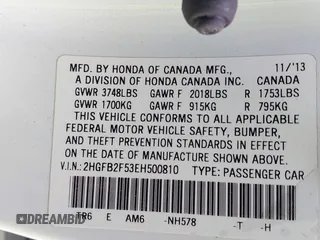 MFD. BY HONDA OF CANADA MFG., 11/'13
A DIVISION OF HONDA CANADA INC. CANADA
GVWR 3748LBS GAWR F 2018LBS R 1753LBS
GVWR 1700KG GAWR F 915KG R 795KG
THIS VEHICLE CONFORMS TO ALL APPLICABLE
FEDERAL MOTOR VEHICLE SAFETY, BUMPER,
AND THEFT PREVENTION STANDARDS IN EFFECT
ON THE DATE OF MANUFACTURE SHOWN ABOVE.
V.I.N.: 2HGFB2F53EH500810 TYPE: PASSENGER CAR
TR6 E AM6 -NH578 -T -H
DREAMBID.COM